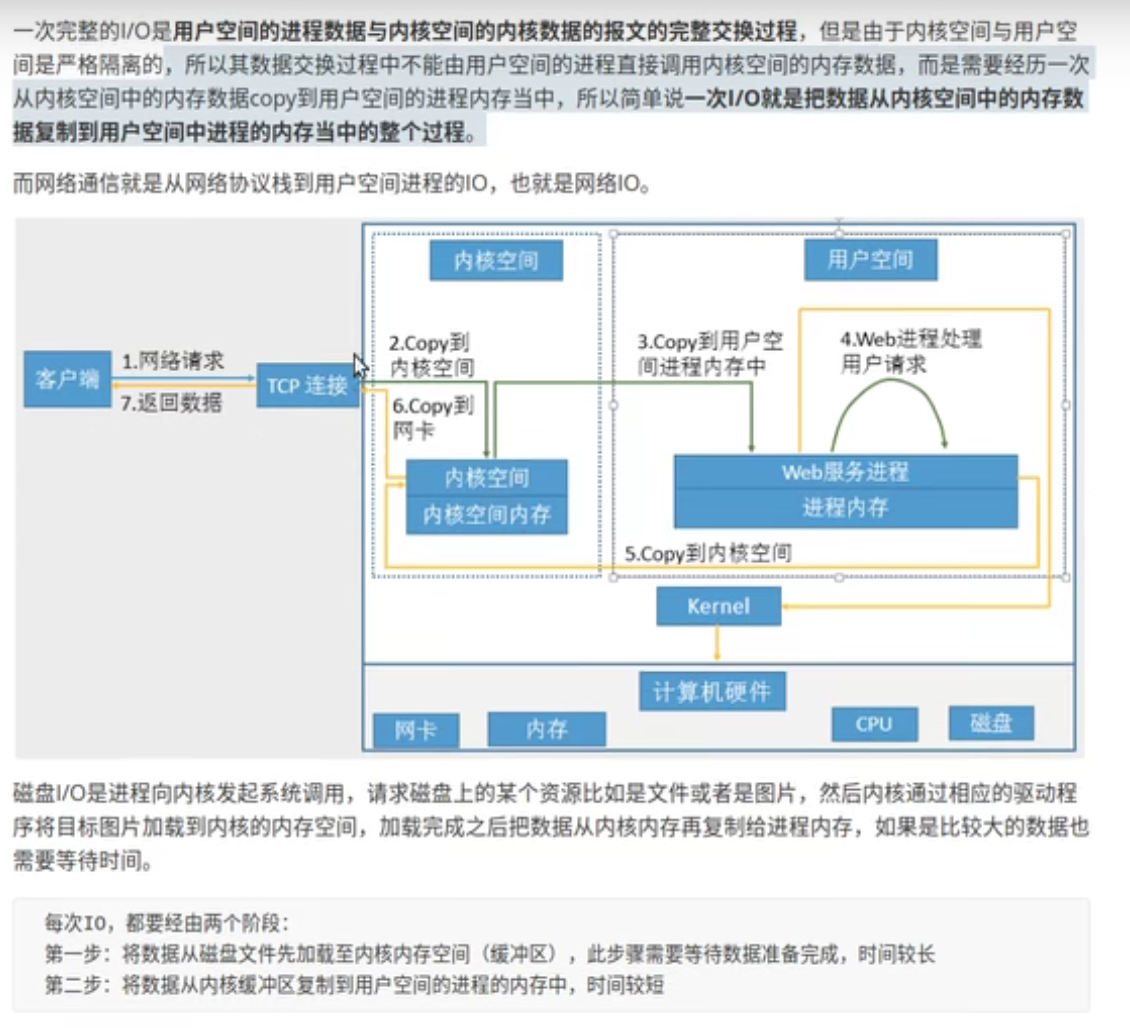 一次完整的I/O是用户空间的进程数据与内核空间的内核数据的报文的完整交换过程，但是由于内核空间与用户空
间是严格隔离的，所以其数据交换过程中不能由用户空间的进程直接调用内核空间的内存数据，而是需要经历一次
从内核空间中的内存数据copy到用户空间的进程内存当中，所以简单说一次I/O就是把数据从内核空间中的内存数
据复制到用户空间中进程的内存当中的整个过程。
而网络通信就是从网络协议栈到用户空间进程的IO，也就是网络IO。
内核空间
用户空间
客户端
1.网络请求
7.返回数据
TCP 连接
2.Copy到
内核空间
6.Copy到
网卡
3.Copy到用户空
间进程内存中
4.Web进程处理
用户请求
内核空间
内核空间内存
Web服务进程
进程内存
5.Copy到内核空间
Kernel
计算机硬件
网卡
内存
CPU
磁盘
磁盘I/O是进程向内核发起系统调用，请求磁盘上的某个资源比如是文件或者是图片，然后内核通过相应的驱动程
序将目标图片加载到内核的内存空间，加载完成之后把数据从内核内存再复制给进程内存，如果是比较大的数据也
需要等待时间。
每次IO，都要经由两个阶段：
第一步：将数据从磁盘文件先加载至内核内存空间（缓冲区），此步骤需要等待数据准备完成，时间较长
第二步：将数据从内核缓冲区复制到用户空间的进程的内存中，时间较短